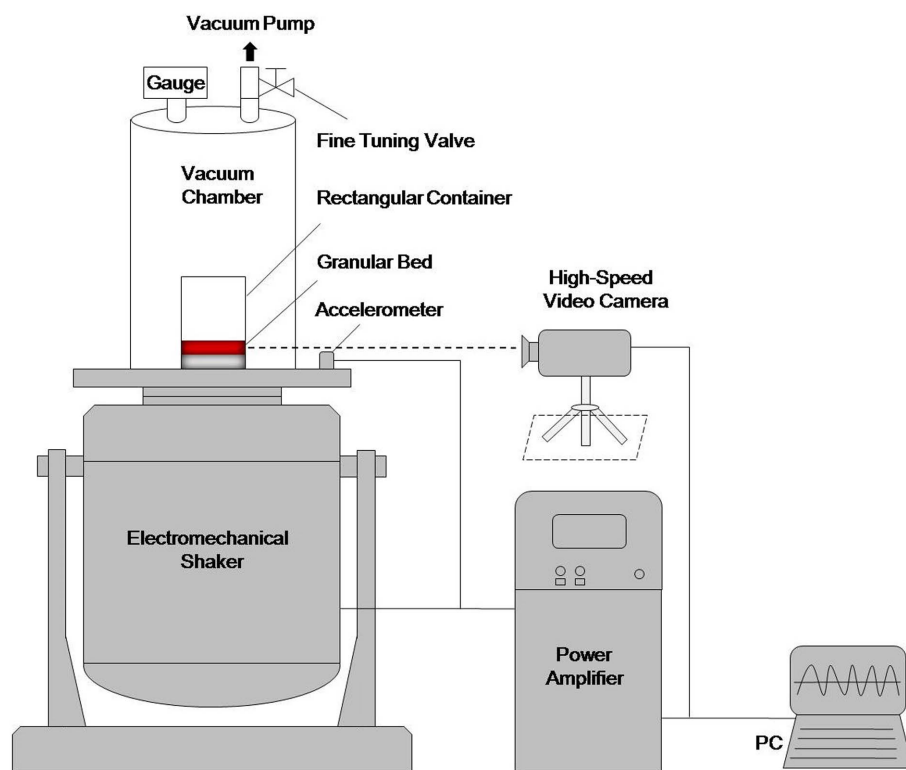 Vacuum Pump
Gauge
Fine Tuning Valve
Vacuum
Chamber
Rectangular Container
Granular Bed
Accelerometer
High-Speed
Video Camera
Electromechanical
Shaker
Power
Amplifier
PC